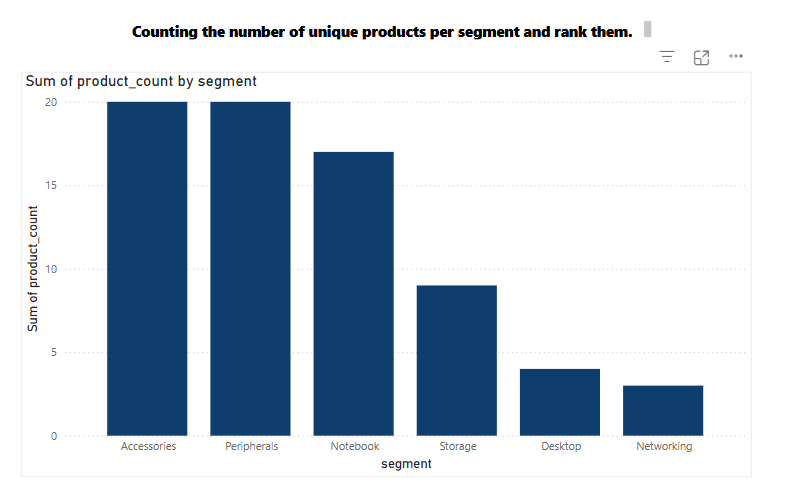 Counting the number of unique products per segment and rank them.
Sum of product_count by segment
Sum of product_count
20
15
10
5
0
Accessories Peripherals Notebook Storage Desktop Networking
segment